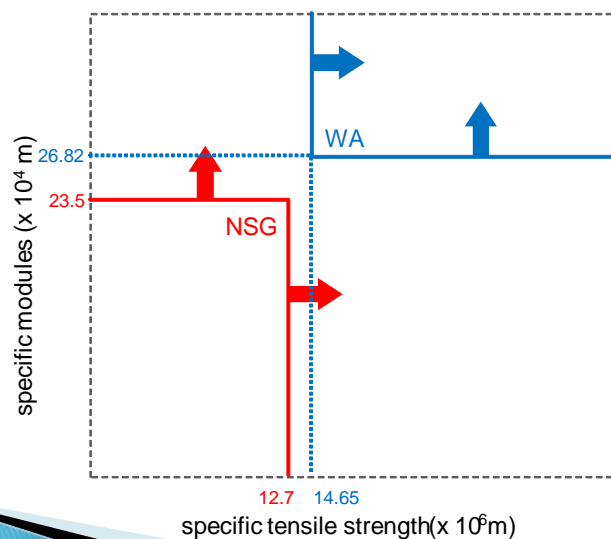 WA
26.82
23.5
NSG
specific modules (x 10⁴ m)
12.7 14.65
specific tensile strength(x 10⁶m)